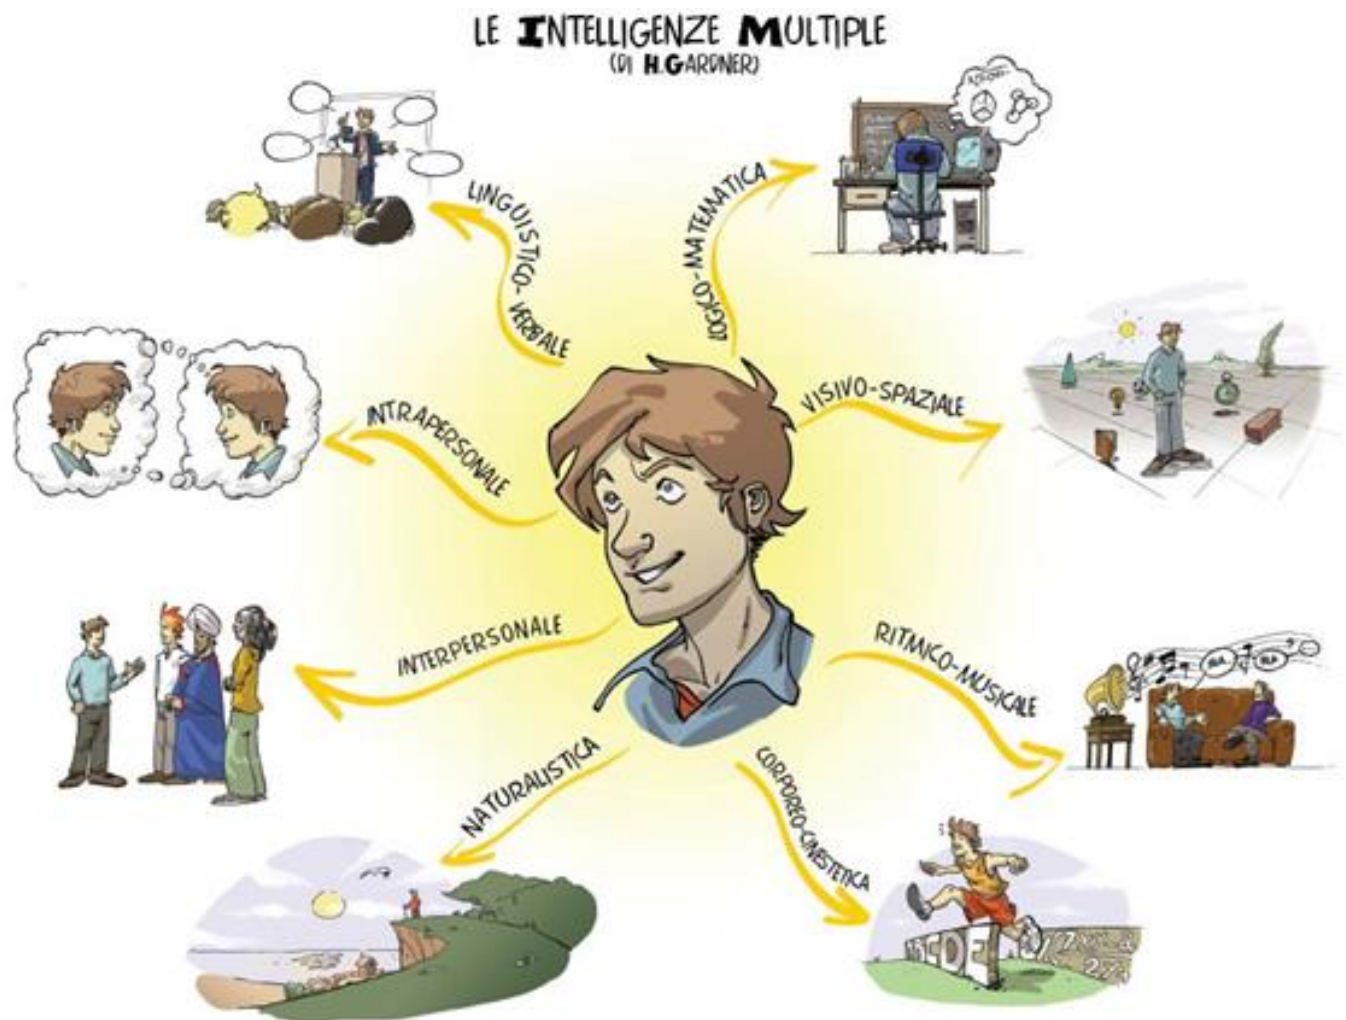 LE INTELLIGENZE MULTIPLE
(DI H.GARDNER)
LINGUISTICO-VERBALE
LOGICO-MATEMATICA
INTRAPERSONALE
VISIVO-SPAZIALE
INTERPERSONALE
RITMICO-MUSICALE
NATURALISTICA
CORPOREO-CINESTETICA